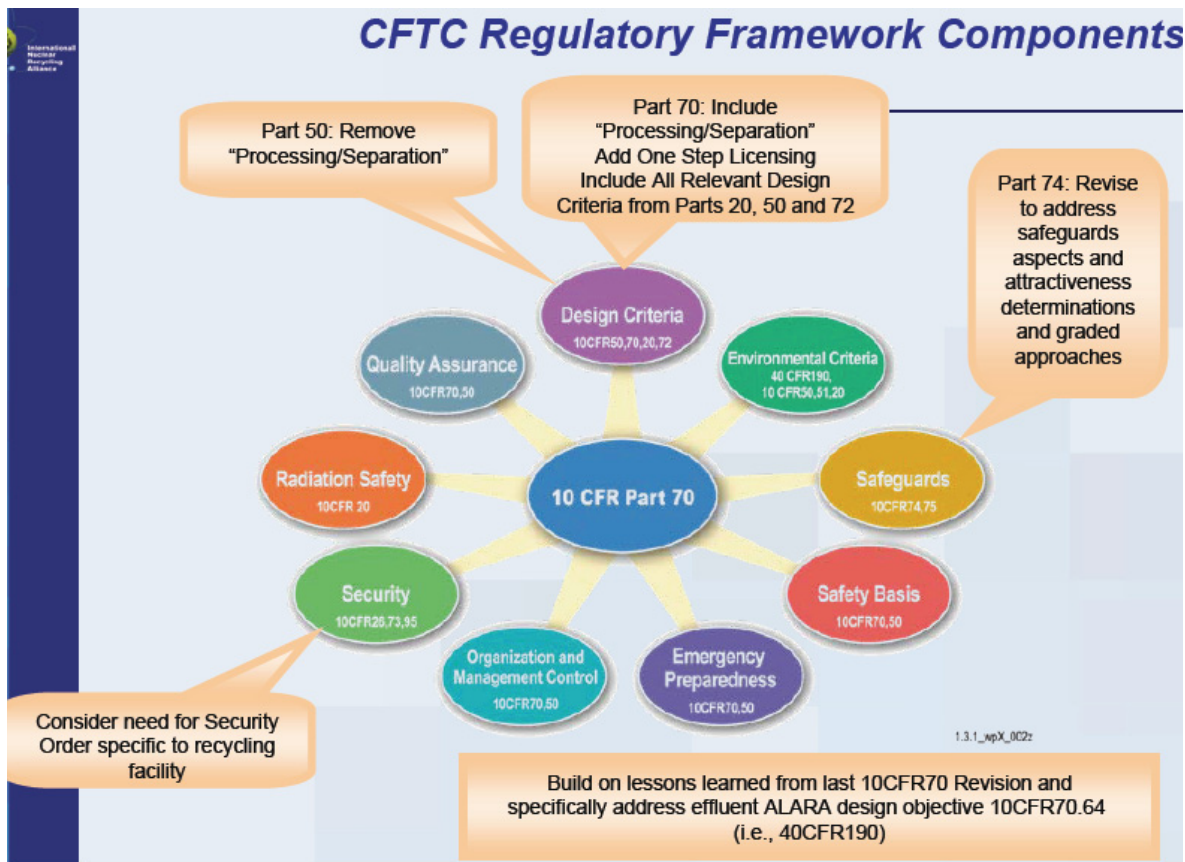 International
Nuclear
Recycling
Alliance
CFTC Regulatory Framework Components
Part 50: Remove
“Processing/Separation”
Part 70: Include
“Processing/Separation”
Add One Step Licensing
Include All Relevant Design
Criteria from Parts 20, 50 and 72
Part 74: Revise
to address
safeguards
aspects and
attractiveness
determinations
and graded
approaches
Design Criteria
10CFR50,70,20,72
Quality Assurance
10CFR70,50
Environmental Criteria
40 CFR190,
10 CFR50,51,20
Radiation Safety
10CFR 20
10 CFR Part 70
Safeguards
10CFR74,75
Security
10CFR26,73,95
Safety Basis
10CFR70,50
Organization and
Management Control
10CFR70,50
Emergency
Preparedness
10CFR70,50
Consider need for Security
Order specific to recycling
facility
1.3.1_wpX_002z
Build on lessons learned from last 10CFR70 Revision and
specifically address effluent ALARA design objective 10CFR70.64
(i.e., 40CFR190)